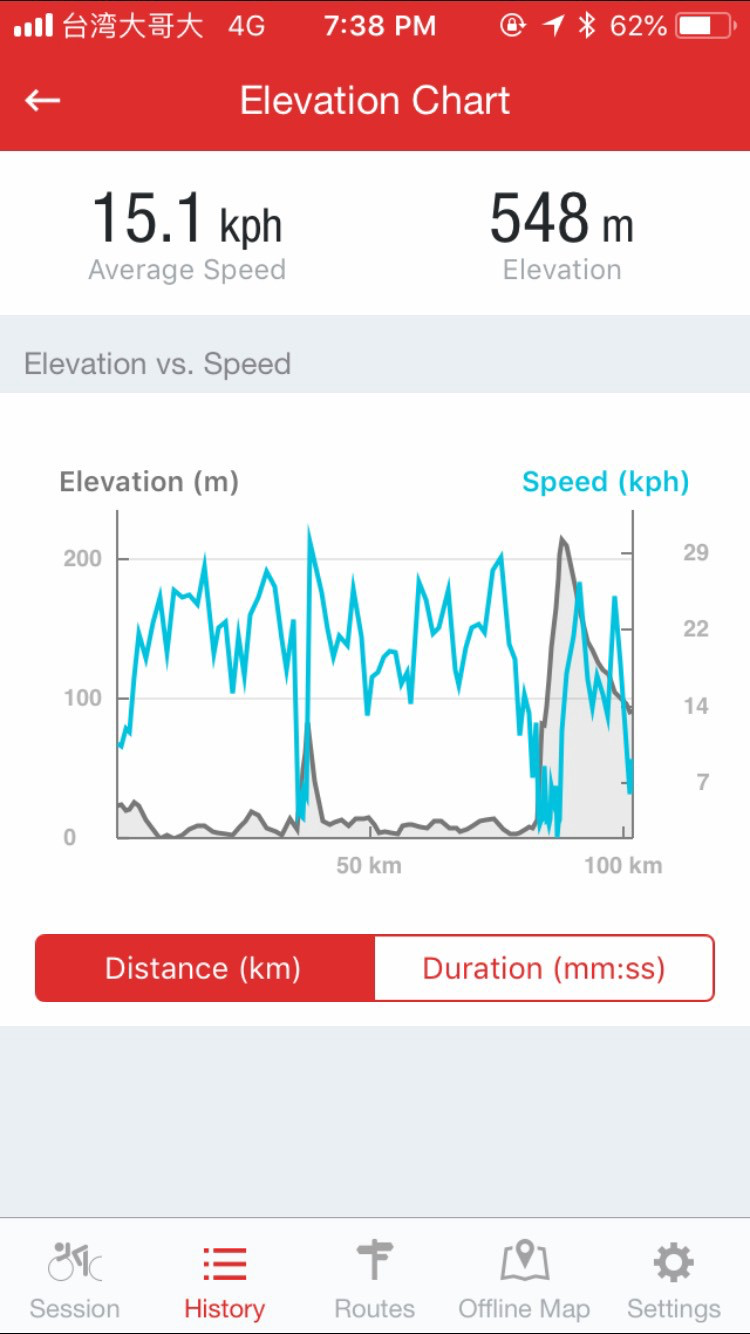 台湾大哥大 4G 7:38 PM 62%
Elevation Chart
15.1 kph 548 m
Average Speed Elevation
Elevation vs. Speed
Elevation (m) Speed (kph)
200 29
22
100 14
7
0
50 km 100 km
Distance (km) Duration (mm:ss)
Session History Routes Offline Map Settings